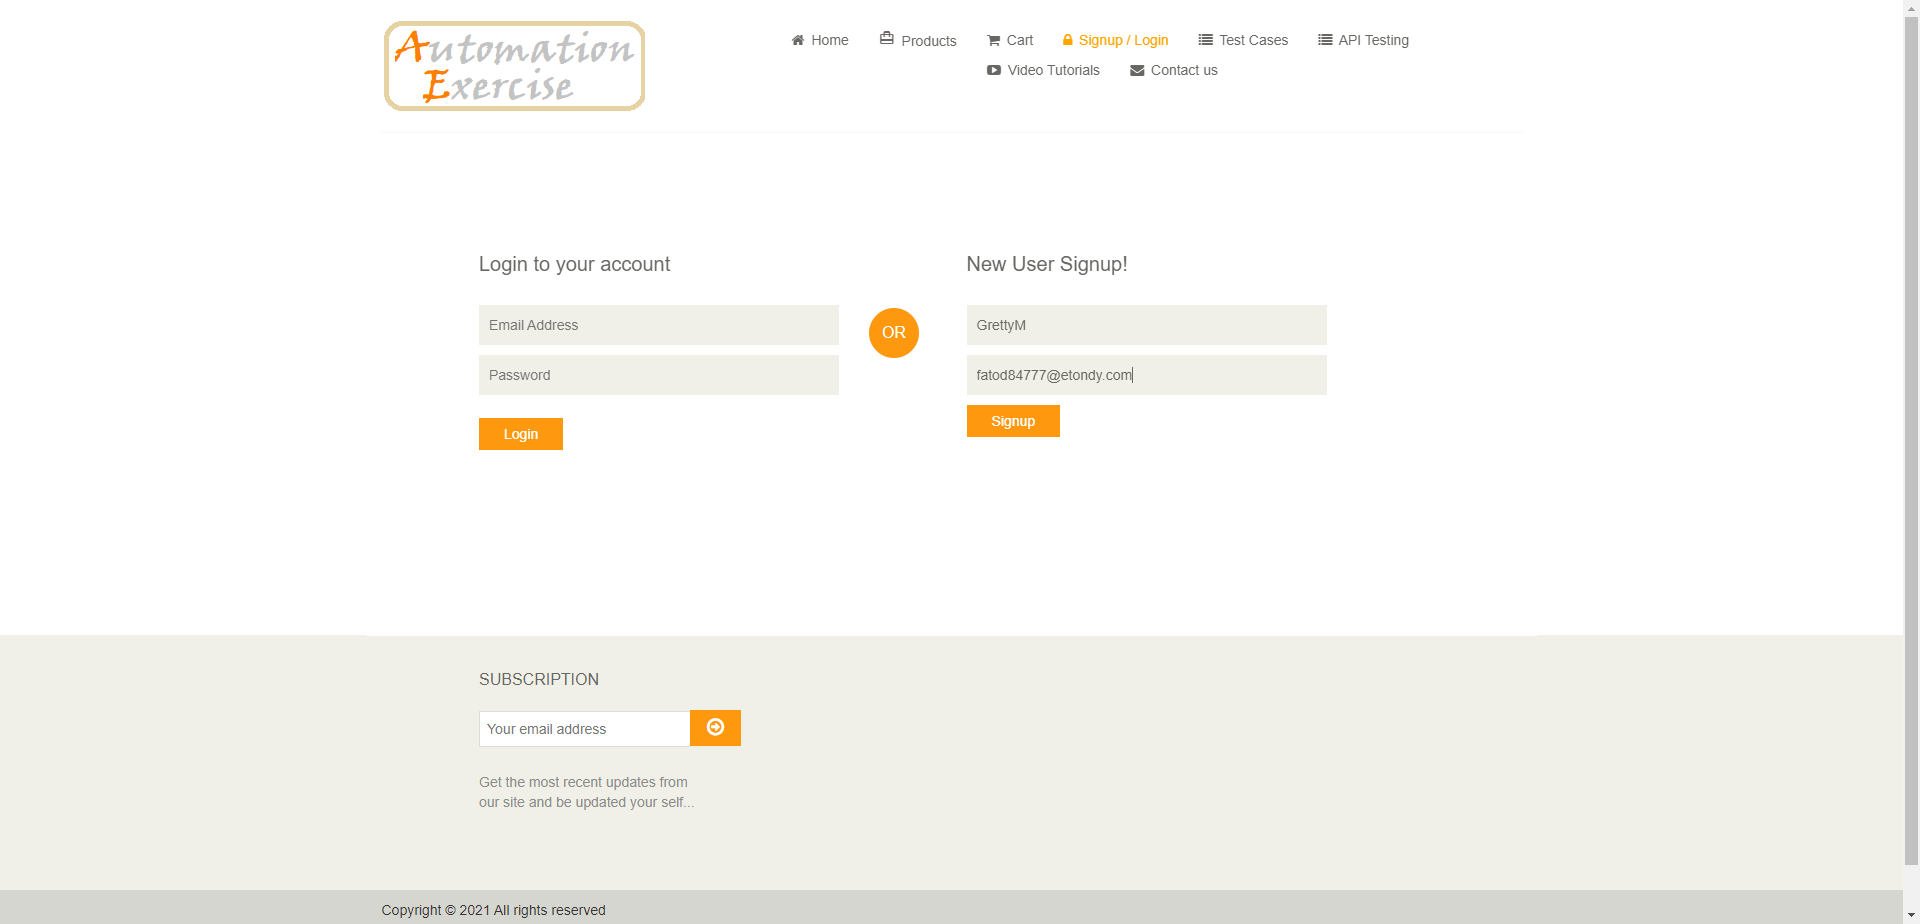 Automation
Exercise
Home
Products
Cart
Signup / Login
Test Cases
API Testing
Video Tutorials
Contact us
Login to your account
Email Address
Password
Login
OR
New User Signup!
GrettyM
fatod84777@etondy.com
Signup
SUBSCRIPTION
Your email address
Get the most recent updates from
our site and be updated your self...
Copyright © 2021 All rights reserved